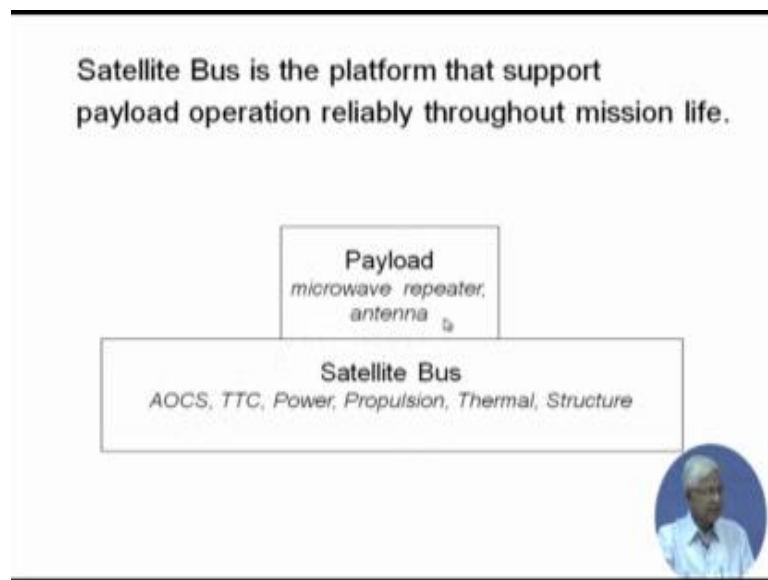 Satellite Bus is the platform that support
payload operation reliably throughout mission life.
Payload
microwave repeater,
antenna
Satellite Bus
AOCS, TTC, Power, Propulsion, Thermal, Structure